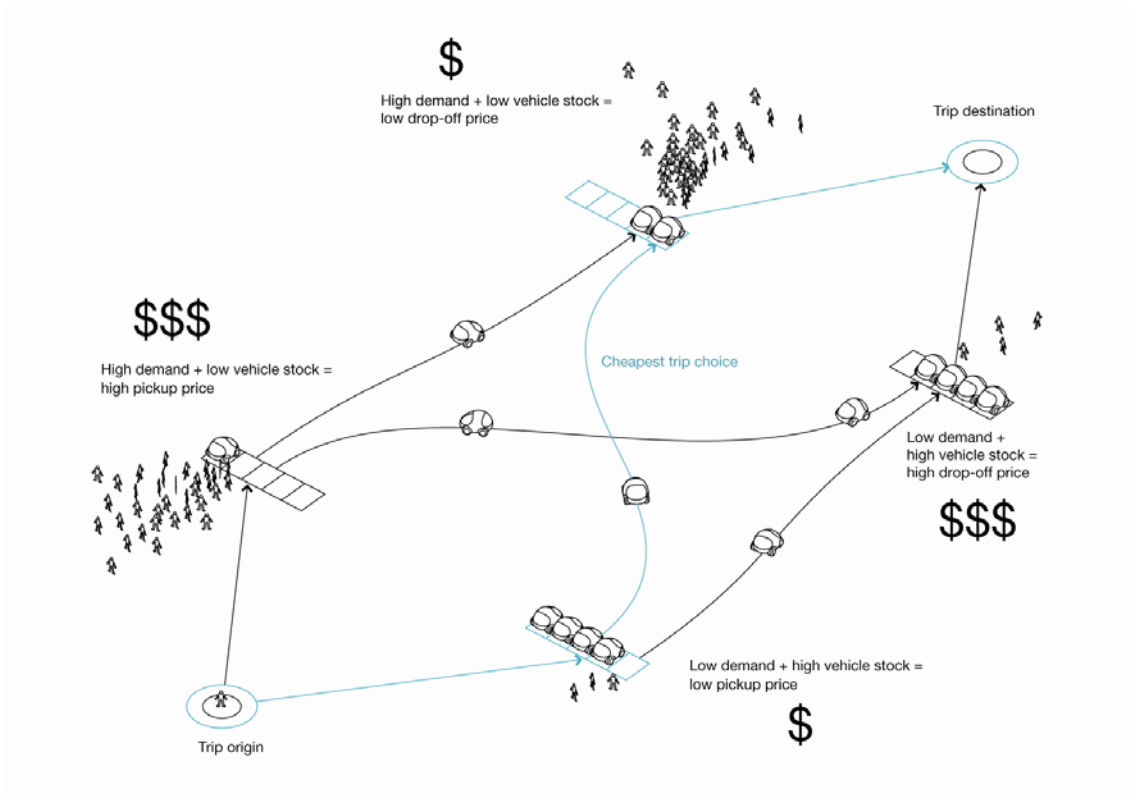 $
High demand + low vehicle stock =
low drop-off price
Trip destination
$$$
High demand + low vehicle stock =
high pickup price
Cheapest trip choice
Low demand +
high vehicle stock =
high drop-off price
$$$
Low demand + high vehicle stock =
low pickup price
$
Trip origin